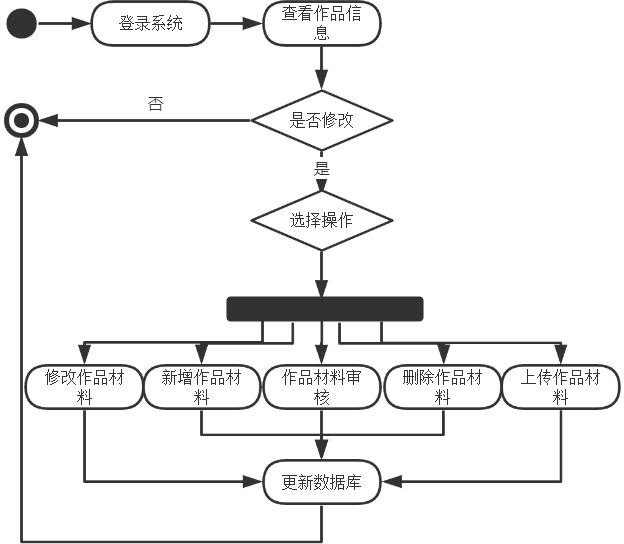 登录系统
查看作品信
息
否
是否修改
是
选择操作
修改作品材
料
新增作品材
料
作品材料审
核
删除作品材
料
上传作品材
料
更新数据库